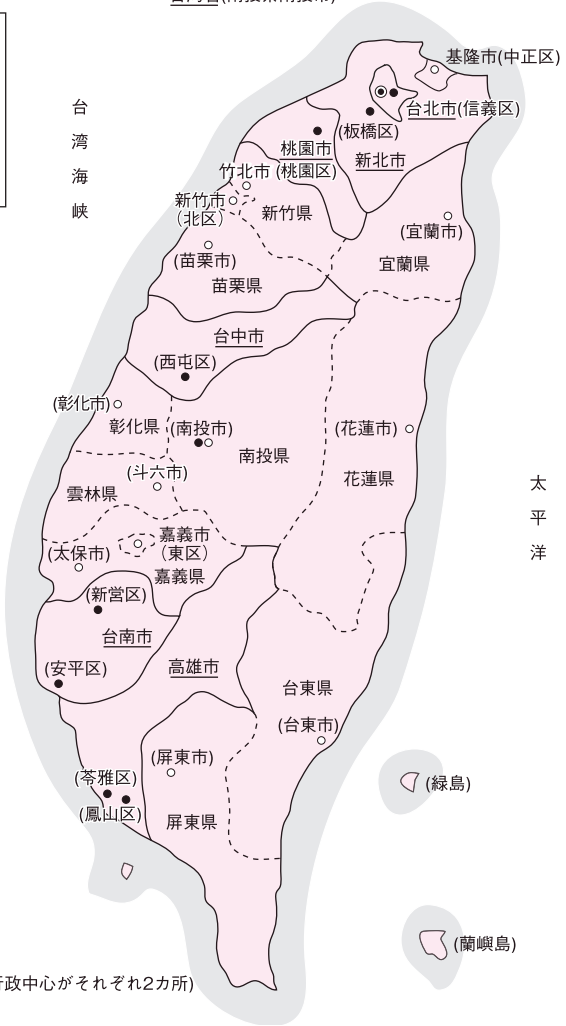 基隆市(中正区)
台北市(信義区)
(板橋区)
桃園市
(桃園区)
新北市
竹北市
新竹市
(北区)
新竹県
(宜蘭市)
宜蘭県
(苗栗市)
苗栗県
台湾海峡
台中市
(西屯区)
(彰化市)
彰化県
(南投市)
南投県
(花蓮市)
花蓮県
(斗六市)
雲林県
太平洋
嘉義市
(東区)
(太保市)
嘉義県
(新営区)
台南市
(安平区)
高雄市
台東県
(台東市)
(屏東市)
(苓雅区)
(鳳山区)
屏東県
(緑島)
(蘭嶼島)
行政中心がそれぞれ2カ所)